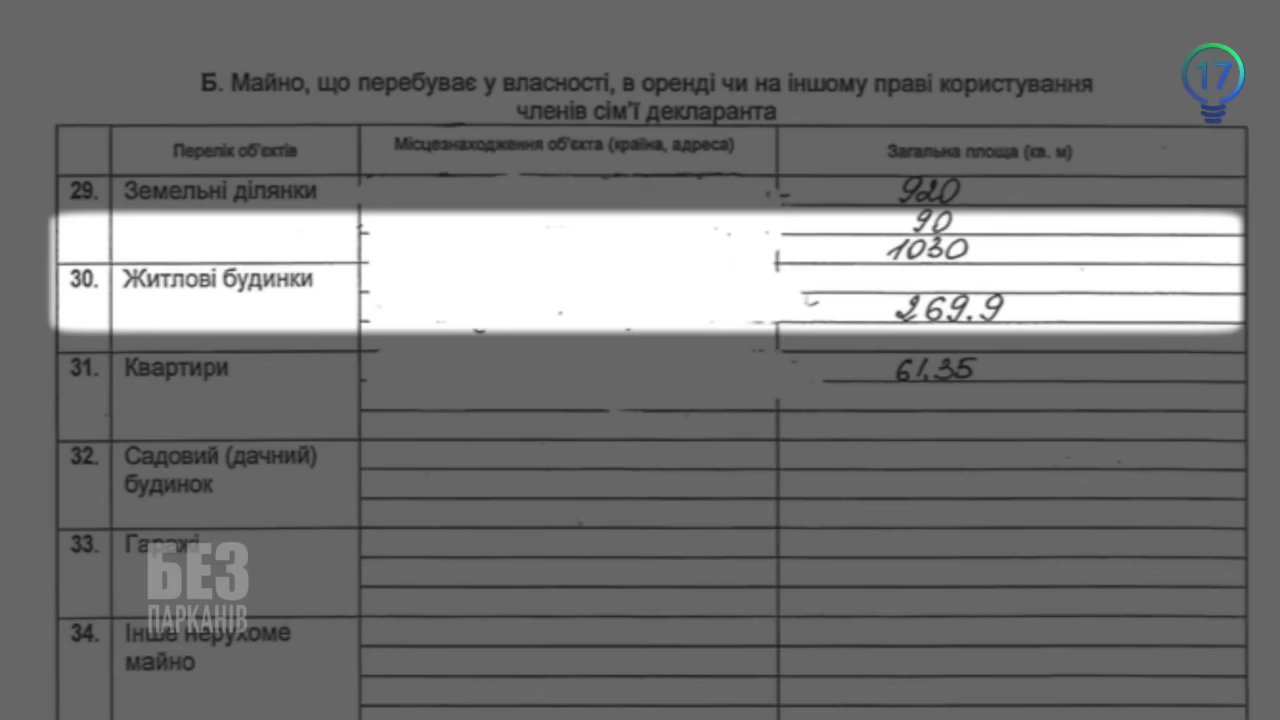 17
Б. Майно, що перебуває у власності, в оренді чи на іншому праві користування
членів сім'ї декларанта
Перелік об'єктів Місцезнаходження об'єкта (країна, адреса) Загальна площа (кв. м)
29. Земельні ділянки 920
90
1030
30. Житлові будинки
269.9
31. Квартири 61.35
32. Садовий (дачний)
будинок
33. Гаражі
БЕЗ
ПАРКАНІВ
34. Інше нерухоме
майно